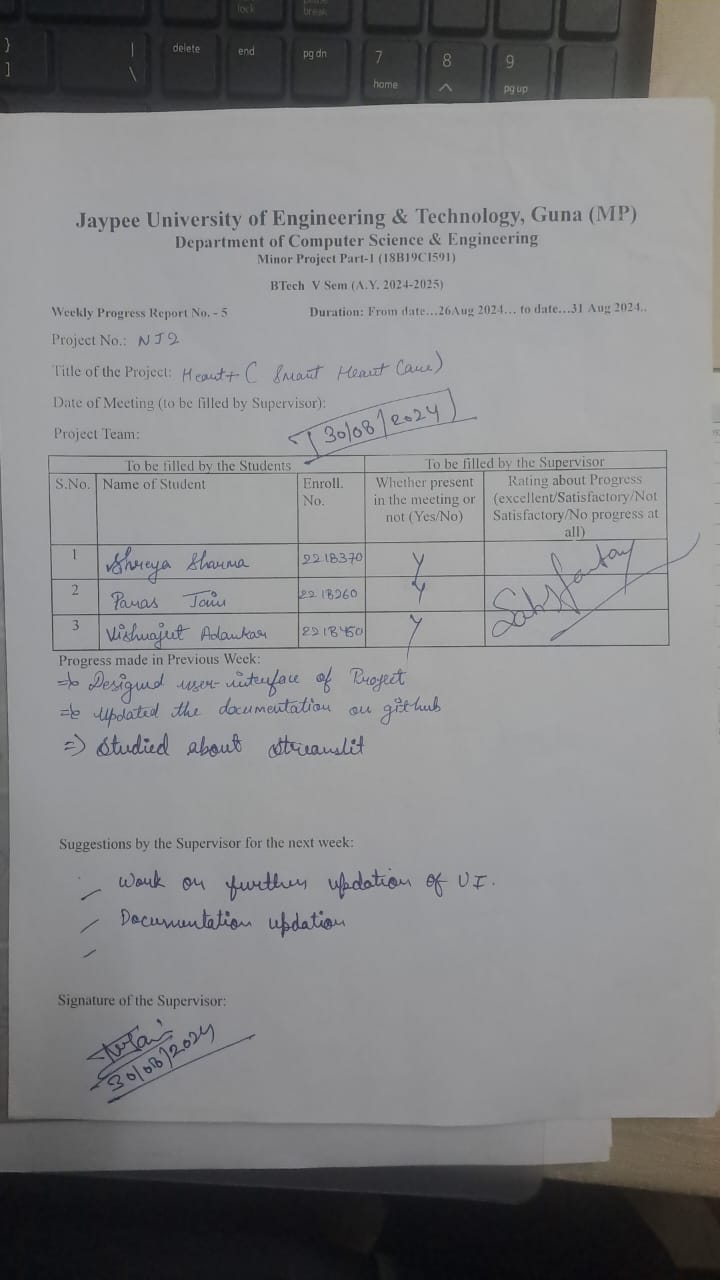 lock
break
}
]
|
\
delete
end
pg dn
7
home
8
9
pg up
Jaypee University of Engineering & Technology, Guna (MP)
Department of Computer Science & Engineering
Minor Project Part-1 (18B19CI591)
BTech V Sem (A.Y. 2024-2025)
Weekly Progress Report No. - 5 Duration: From date...26Aug 2024... to date...31 Aug 2024..
Project No.: NJ2
Title of the Project: Heart+ ( Smart Heart Care)
Date of Meeting (to be filled by Supervisor):
30/08/2024
Project Team:
To be filled by the Students To be filled by the Supervisor
S.No. Name of Student Enroll. No. Whether present in the meeting or not (Yes/No) Rating about Progress (excellent/Satisfactory/Not Satisfactory/No progress at all)
1 Shreya Sharma 221B370 Y
2 Paras Jain 221B260 Y
3 Vishwajeet Adankar 221B450 Y
Satisfactory
Progress made in Previous Week:
=> Designed user-interface of Project
=> Updated the documentation on github
=> Studied about Streamlit
Suggestions by the Supervisor for the next week:
Work on further updation of UI.
Documentation updation
Signature of the Supervisor:
30/08/2024